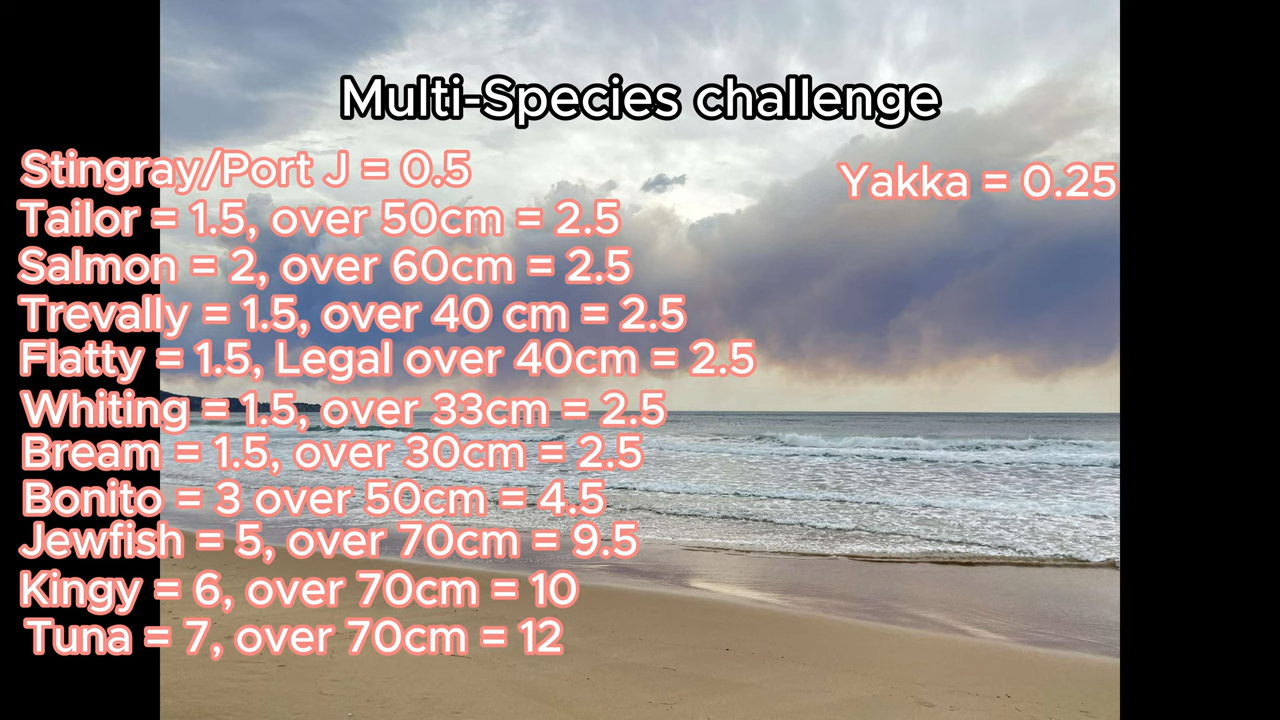 Multi-Species challenge
Stingray/Port J = 0.5
Yakka = 0.25
Tailor = 1.5, over 50cm = 2.5
Salmon = 2, over 60cm = 2.5
Trevally = 1.5, over 40 cm = 2.5
Flatty = 1.5, Legal over 40cm = 2.5
Whiting = 1.5, over 33cm = 2.5
Bream = 1.5, over 30cm = 2.5
Bonito = 3 over 50cm = 4.5
Jewfish = 5, over 70cm = 9.5
Kingy = 6, over 70cm = 10
Tuna = 7, over 70cm = 12